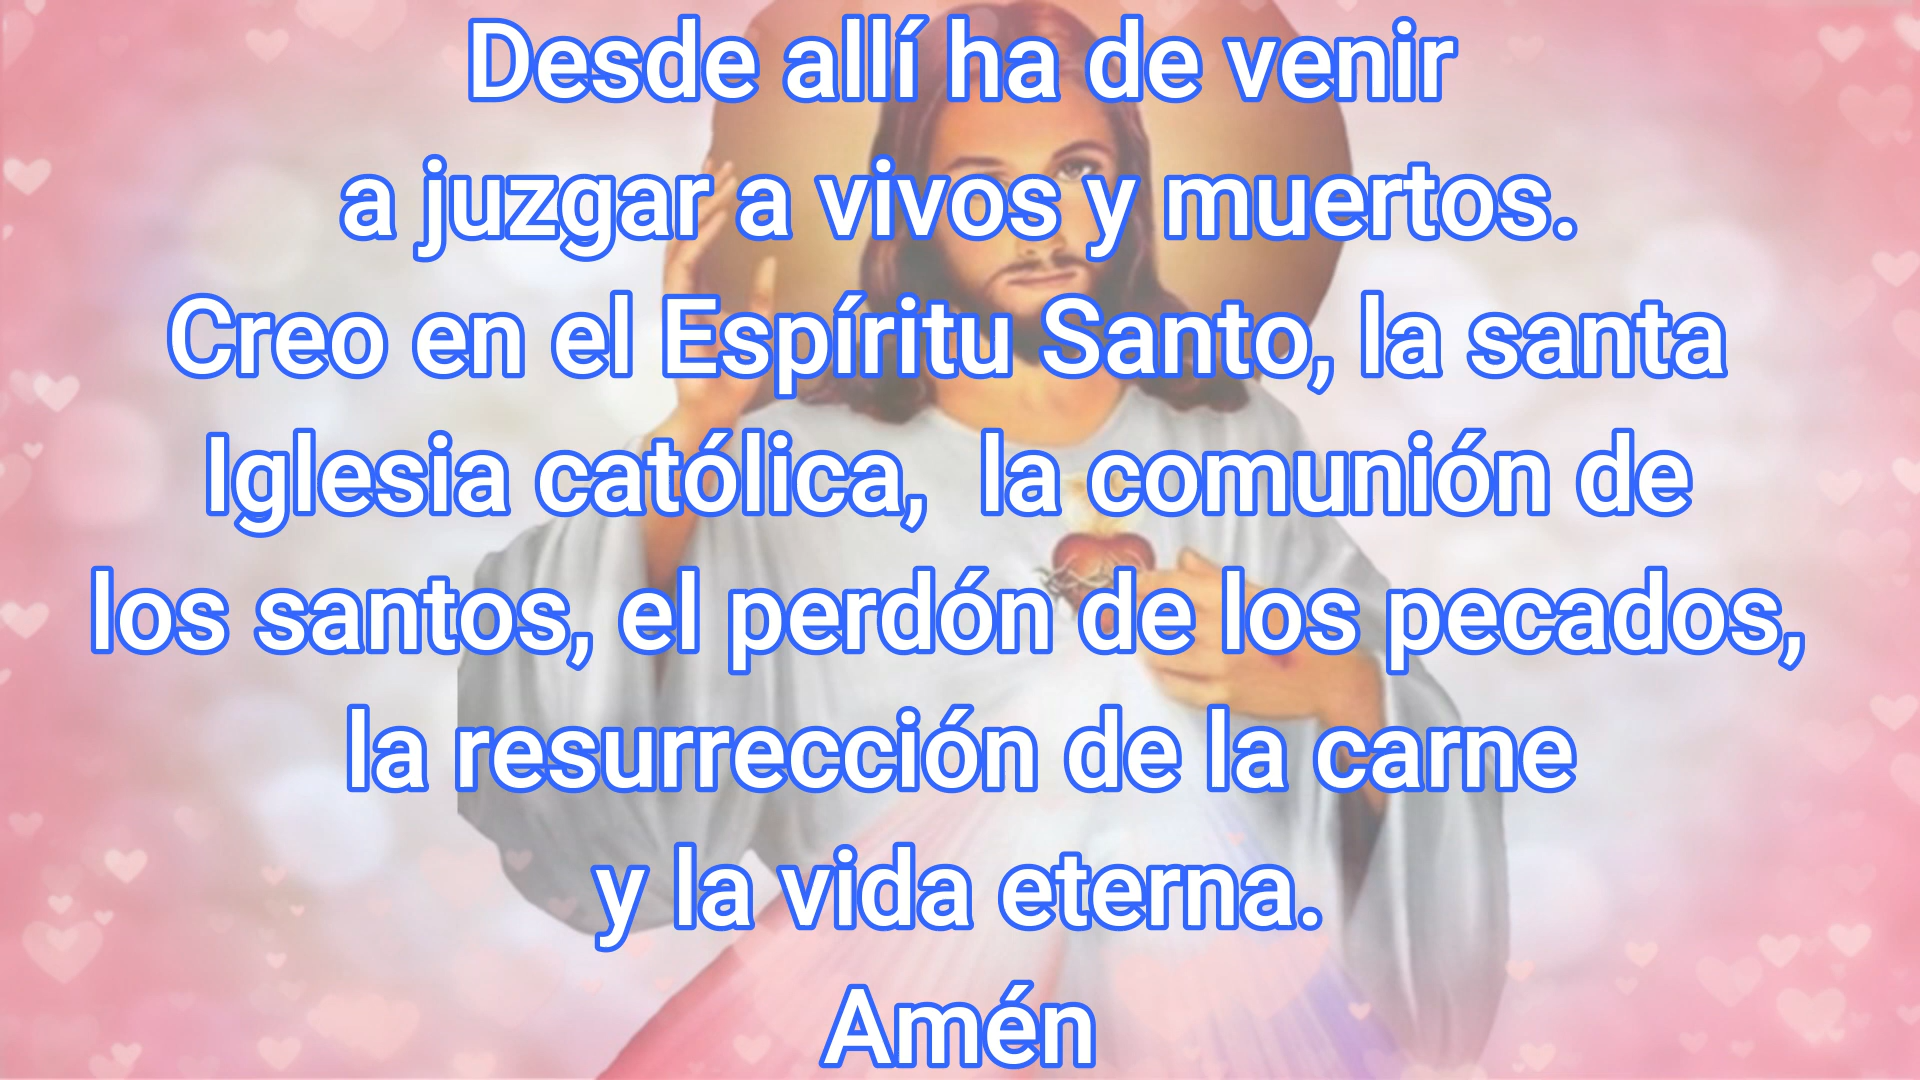 Desde allí ha de venir
a juzgar a vivos y muertos.
Creo en el Espíritu Santo, la santa
Iglesia católica,  la comunión de
los santos, el perdón de los pecados,
la resurrección de la carne
y la vida eterna.
Amén